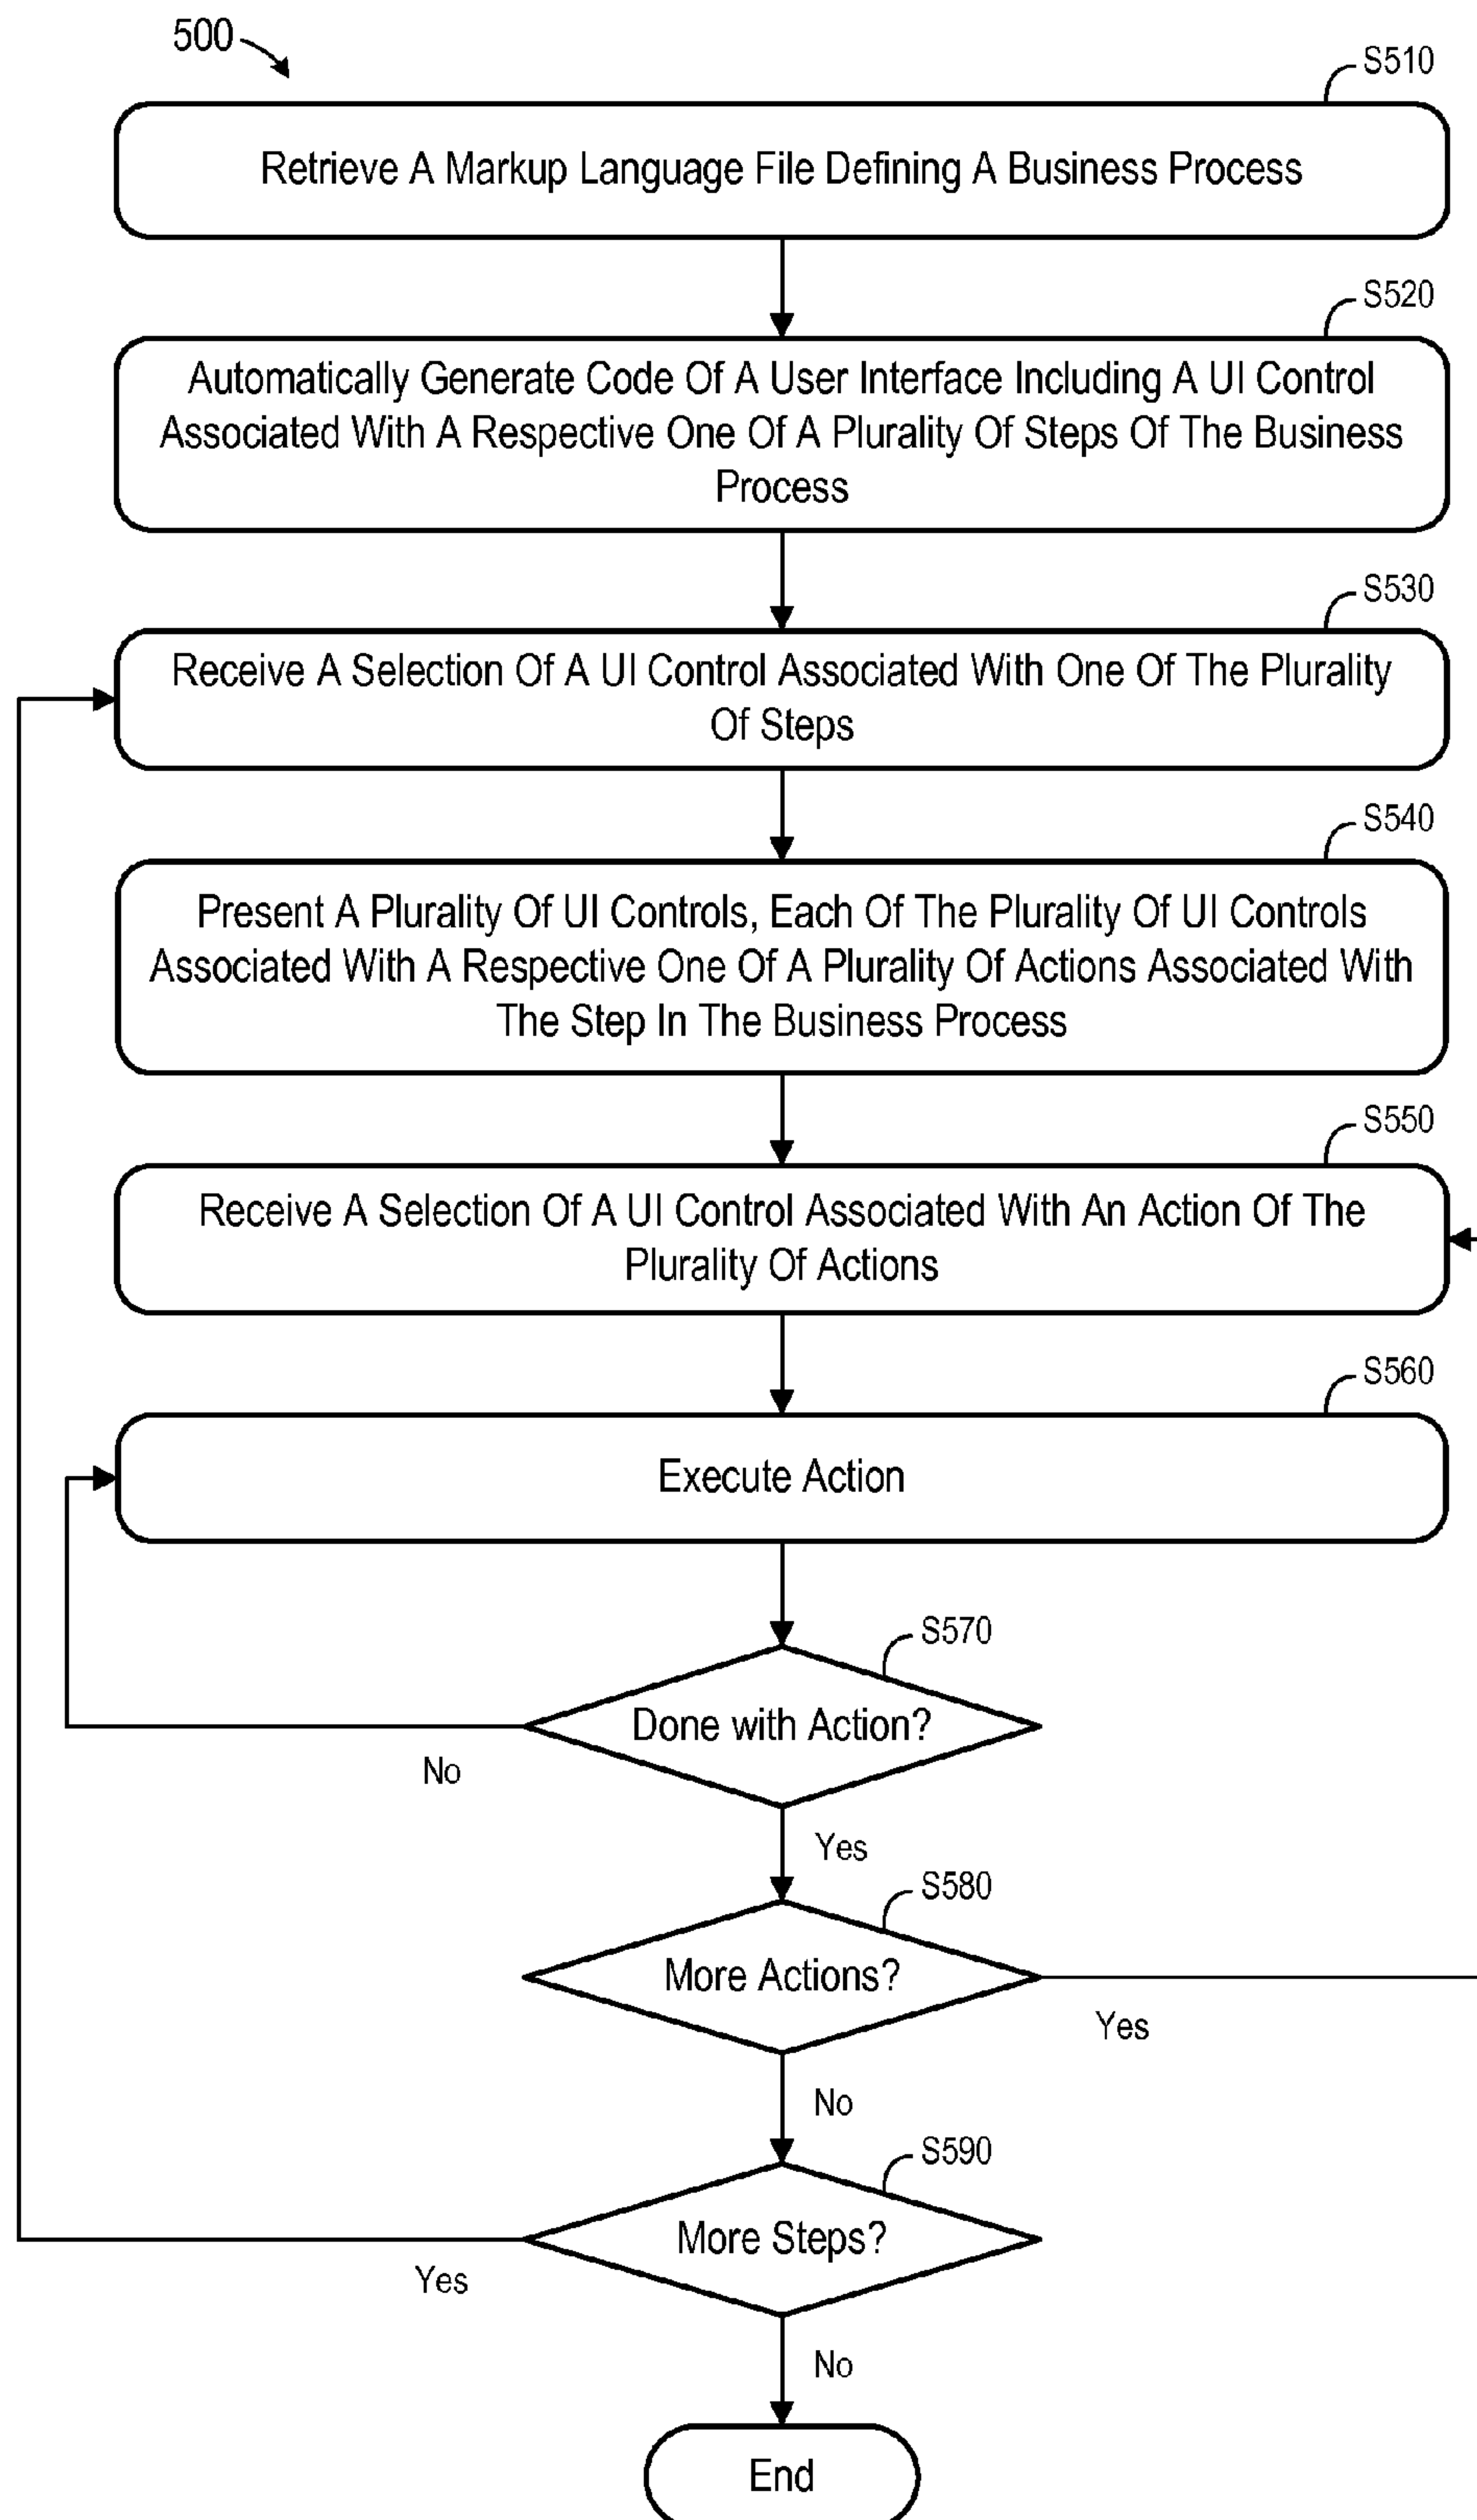 500
S510
Retrieve A Markup Language File Defining A Business Process
S520
Automatically Generate Code Of A User Interface Including A UI Control
Associated With A Respective One Of A Plurality Of Steps Of The Business
Process
S530
Receive A Selection Of A UI Control Associated With One Of The Plurality
Of Steps
S540
Present A Plurality Of UI Controls, Each Of The Plurality Of UI Controls
Associated With A Respective One Of A Plurality Of Actions Associated With
The Step In The Business Process
S550
Receive A Selection Of A UI Control Associated With An Action Of The
Plurality Of Actions
S560
Execute Action
S570
Done with Action?
No
Yes
S580
More Actions?
Yes
No
S590
More Steps?
Yes
No
End